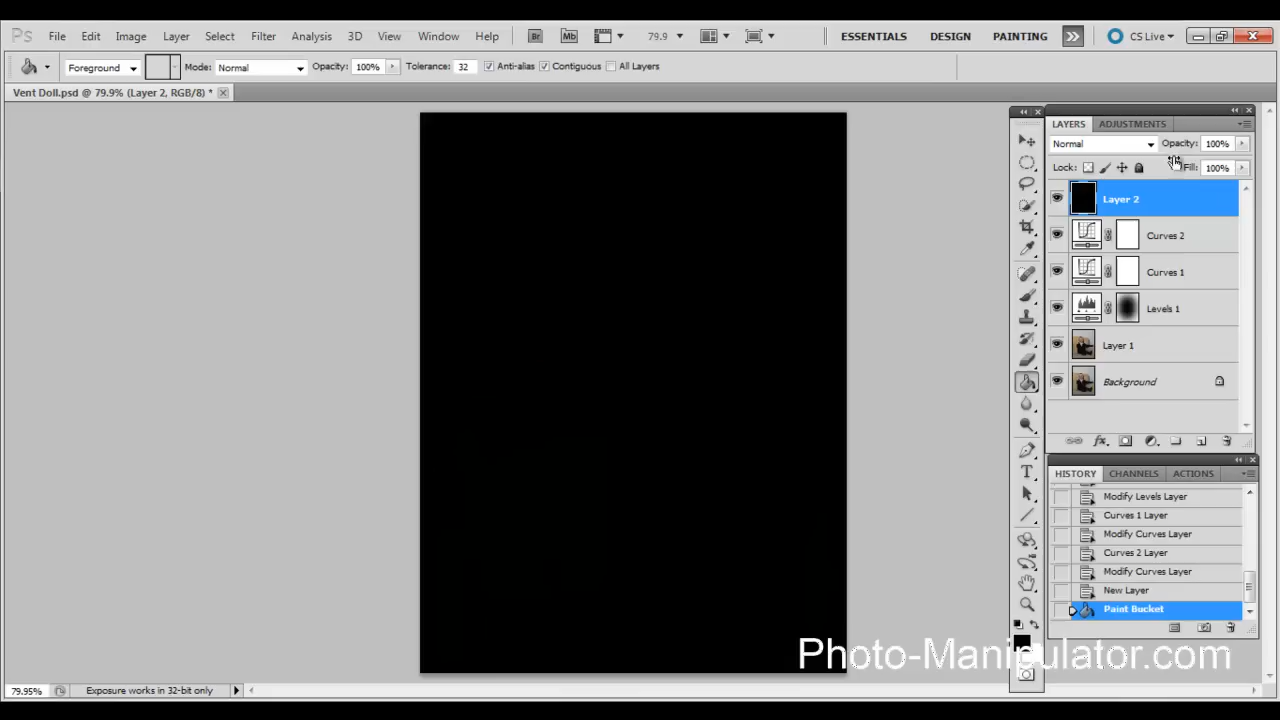 Ps File Edit Image Layer Select Filter Analysis 3D View Window Help Br Mb 79.9 ESSENTIALS DESIGN PAINTING CS Live
Foreground Mode: Normal Opacity: 100% Tolerance: 32 Anti-alias Contiguous All Layers
Vent Doll.psd @ 79.9% (Layer 2, RGB/8) *
LAYERS ADJUSTMENTS
Normal Opacity: 100%
Lock: Fill: 100%
Layer 2
Curves 2
Curves 1
Levels 1
Layer 1
Background
HISTORY CHANNELS ACTIONS
Modify Levels Layer
Curves 1 Layer
Modify Curves Layer
Curves 2 Layer
Modify Curves Layer
New Layer
Paint Bucket
Photo-Manipulator.com
79.95% Exposure works in 32-bit only